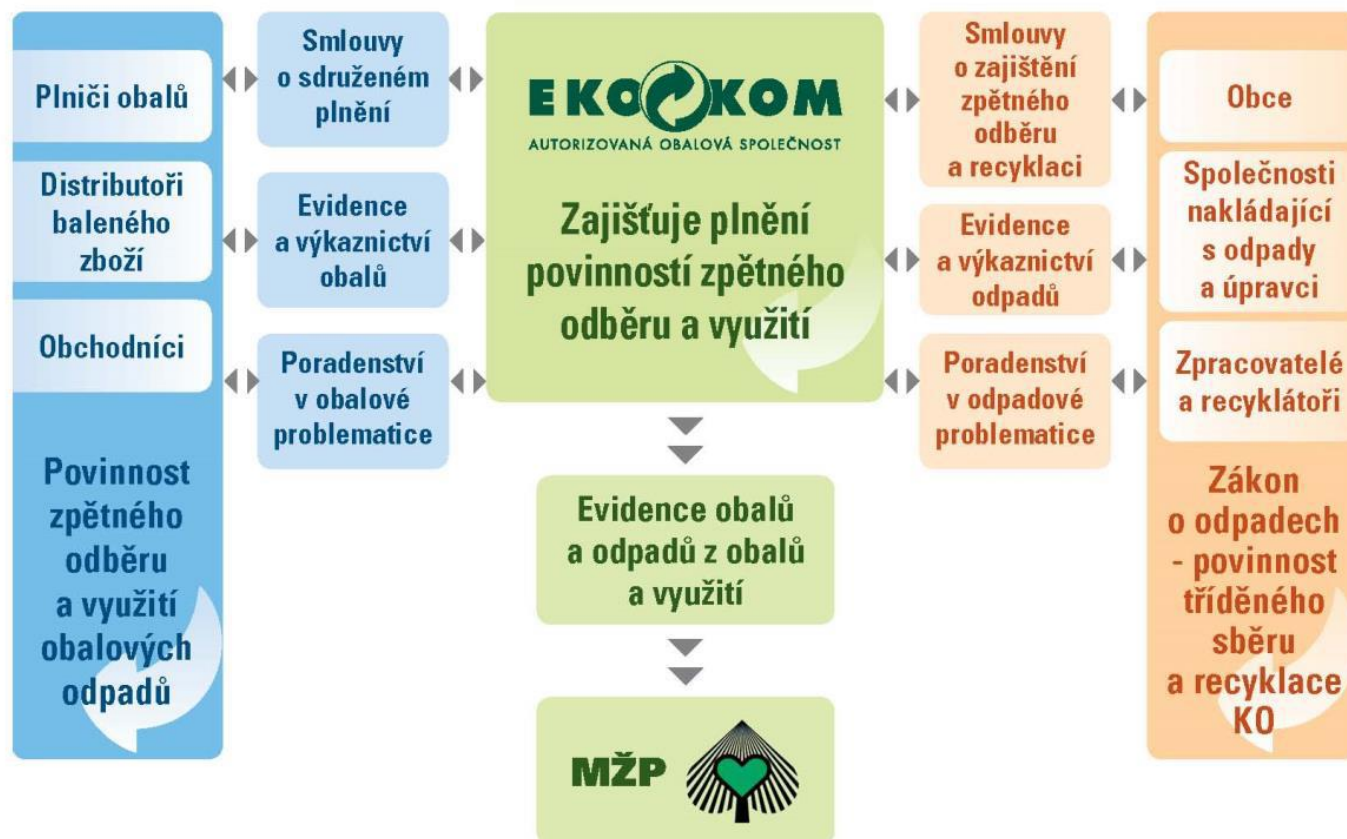 Plniči obalů
Distributoři
baleného
zboží
Obchodníci
Povinnost
zpětného
odběru
a využití
obalových
odpadů
Smlouvy
o sdruženém
plnění
Evidence
a výkaznictví
obalů
Poradenství
v obalové
problematice
EKO KOM
AUTORIZOVANÁ OBALOVÁ SPOLEČNOST
Zajišťuje plnění
povinností zpětného
odběru a využití
Evidence obalů
a odpadů z obalů
a využití
MŽP
Smlouvy
o zajištění
zpětného
odběru
a recyklaci
Evidence
a výkaznictví
odpadů
Poradenství
v odpadové
problematice
Obce
Společnosti
nakládající
s odpady
a úpravci
Zpracovatelé
a recyklátoři
Zákon
o odpadech
- povinnost
tříděného
sběru
a recyklace
KO